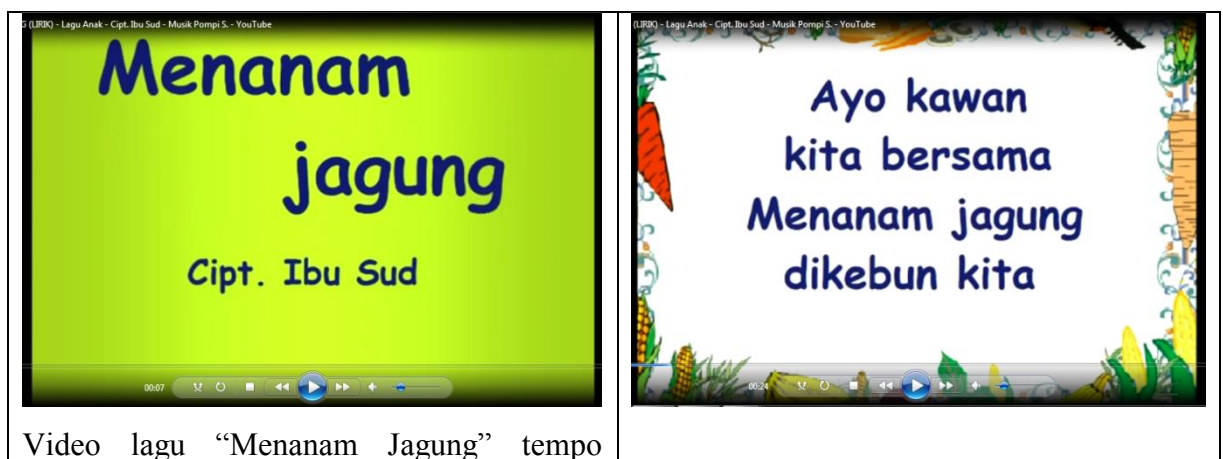 G (LIRIK) - Lagu Anak - Cipt. Ibu Sud - Musik Pompi S. - YouTube
Menanam
jagung
Cipt. Ibu Sud
00:07
(LIRIK) - Lagu Anak - Cipt. Ibu Sud - Musik Pompi S. - YouTube
Ayo kawan
kita bersama
Menanam jagung
dikebun kita
00:24
Video lagu “Menanam Jagung” tempo